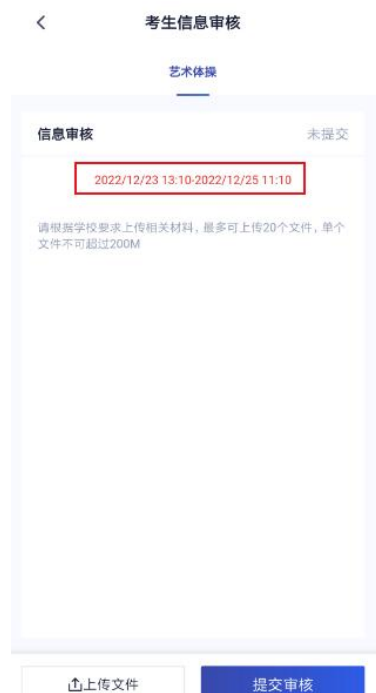 考生信息审核
艺术体操
信息审核 未提交
2022/12/23 13:10-2022/12/25 11:10
请根据学校要求上传相关材料，最多可上传20个文件，单个
文件不可超过200M
上传文件 提交审核